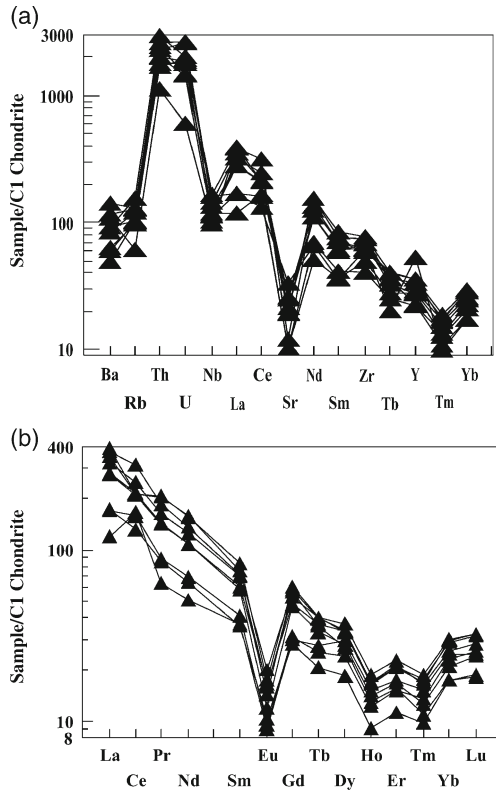 (a)
3000
1000
100
10
Sample/C1 Chondrite
Ba Th Nb Ce Nd Zr Y Yb
Rb U La Sr Sm Tb Tm
(b)
400
100
10
8
Sample/C1 Chondrite
La Pr Eu Tb Ho Tm Lu
Ce Nd Sm Gd Dy Er Yb